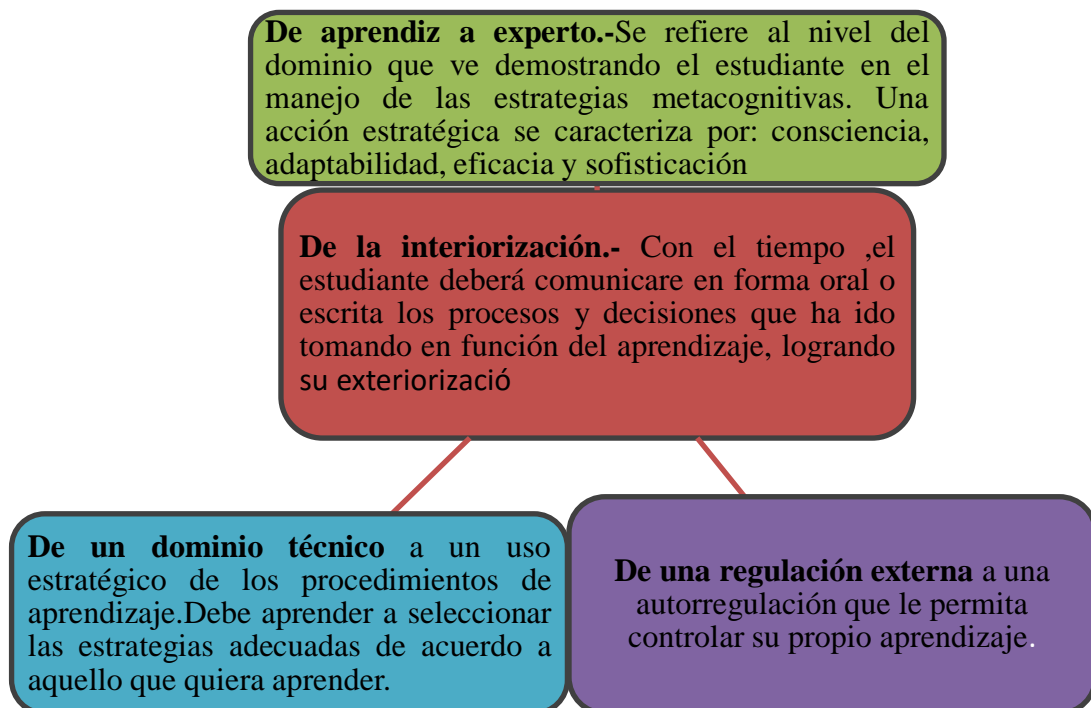 De aprendiz a experto.-Se refiere al nivel del
dominio que ve demostrando el estudiante en el
manejo de las estrategias metacognitivas. Una
acción estratégica se caracteriza por: consciencia,
adaptabilidad, eficacia y sofisticación
De la interiorización.- Con el tiempo ,el
estudiante deberá comunicare en forma oral o
escrita los procesos y decisiones que ha ido
tomando en función del aprendizaje, logrando
su exteriorizació
De un dominio técnico a un uso
estratégico de los procedimientos de
aprendizaje.Debe aprender a seleccionar
las estrategias adecuadas de acuerdo a
aquello que quiera aprender.
De una regulación externa a una
autorregulación que le permita
controlar su propio aprendizaje.